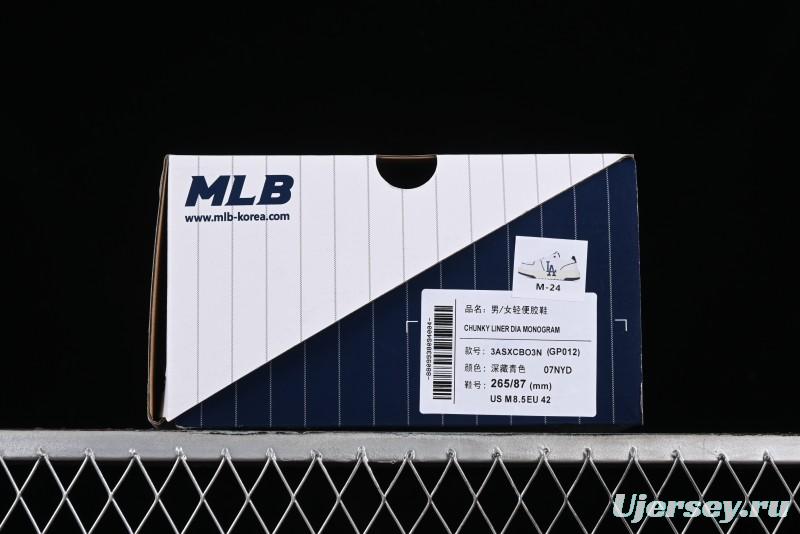 MLB
www.mlb-korea.com
LA
M-24
品名: 男/女轻便胶鞋
CHUNKY LINER DIA MONOGRAM
款号: 3ASXCBO3N (GP012)
颜色: 深藏青色 07NYD
鞋号: 265/87 (mm)
US M8.5EU 42
-8809938094004-
Ujersey.ru